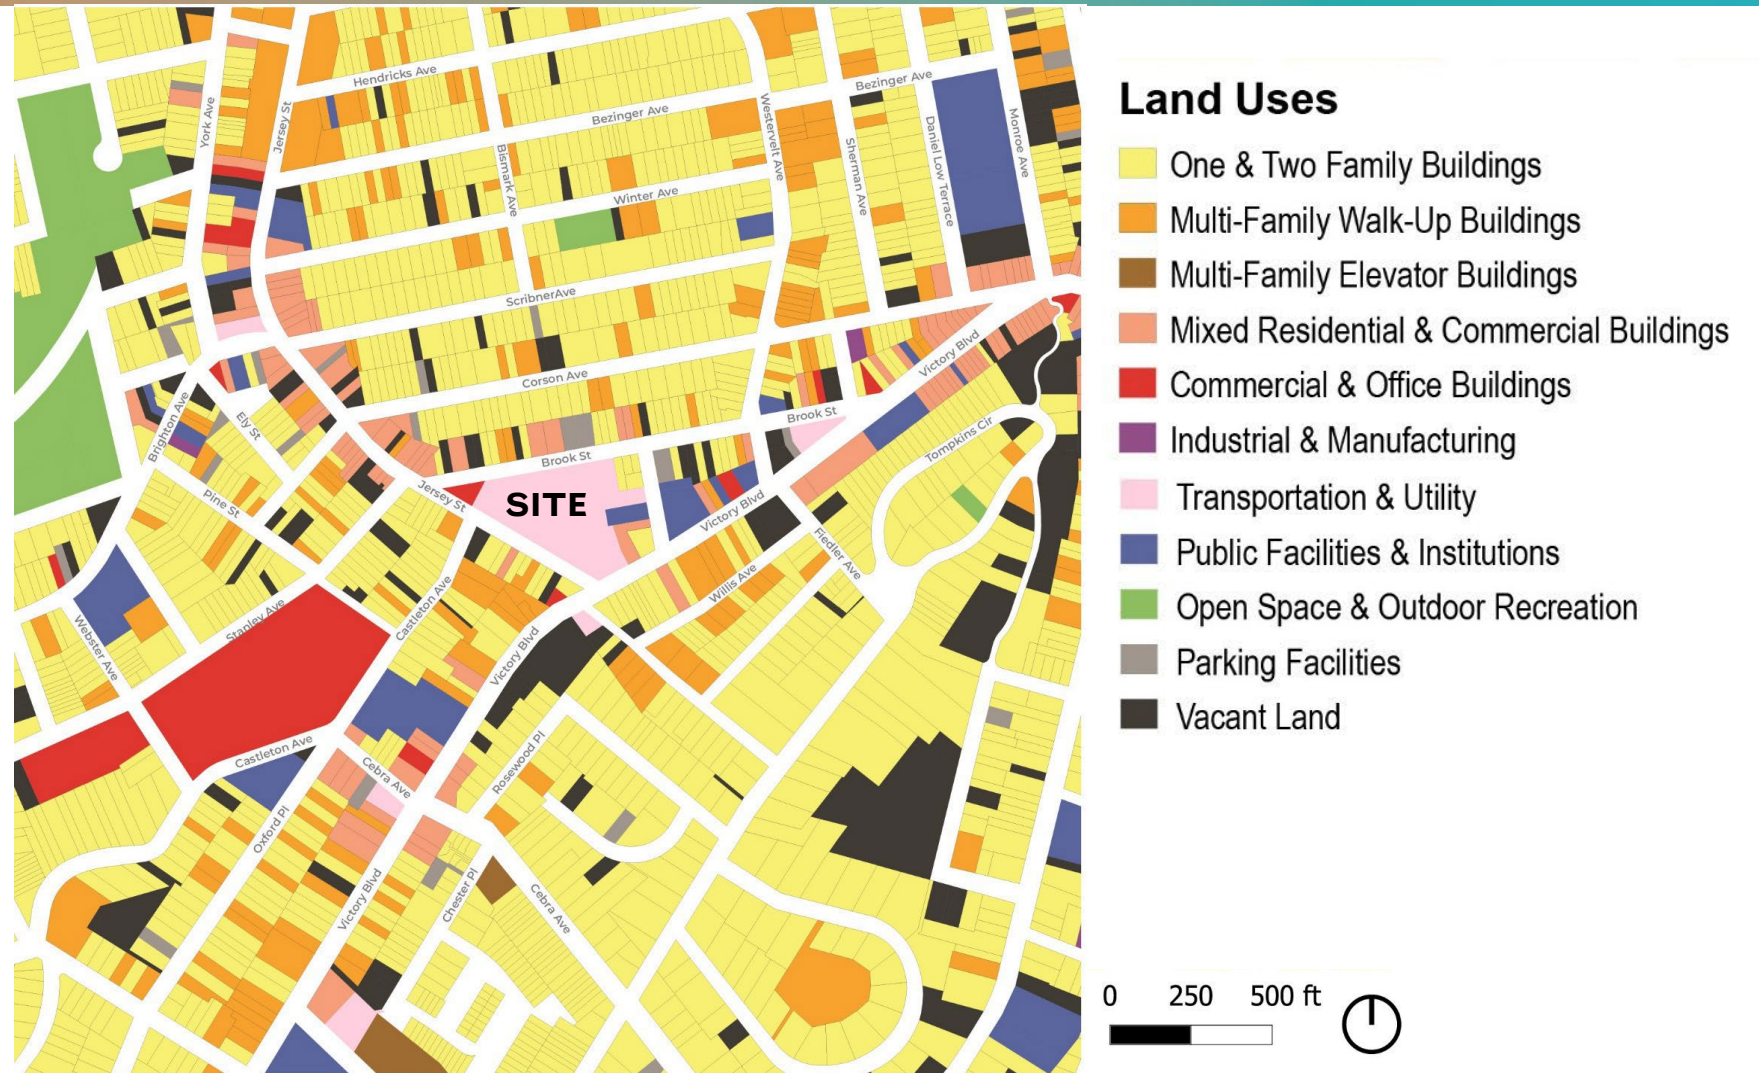 Hendricks Ave
York Ave
Jersey St
Bezinger Ave
Bezinger Ave
Westervelt Ave
Bismark Ave
Winter Ave
Sherman Ave
Daniel Low Terrace
Monroe Ave
ScribnerAve
Corson Ave
Victory Blvd
Brook St
Brighton Ave
Ely St
Brook St
Tompkins Cir
Pine St
Jersey St
SITE
Victory Blvd
Fiedler Ave
Willis Ave
Castleton Ave
Stanley Ave
Webster Ave
Victory Blvd
Castleton Ave
Cebra Ave
Rosewood Pl
Oxford Pl
Victory Blvd
Chester Pl
Cebra Ave
Land Uses
One & Two Family Buildings
Multi-Family Walk-Up Buildings
Multi-Family Elevator Buildings
Mixed Residential & Commercial Buildings
Commercial & Office Buildings
Industrial & Manufacturing
Transportation & Utility
Public Facilities & Institutions
Open Space & Outdoor Recreation
Parking Facilities
Vacant Land
0 250 500 ft